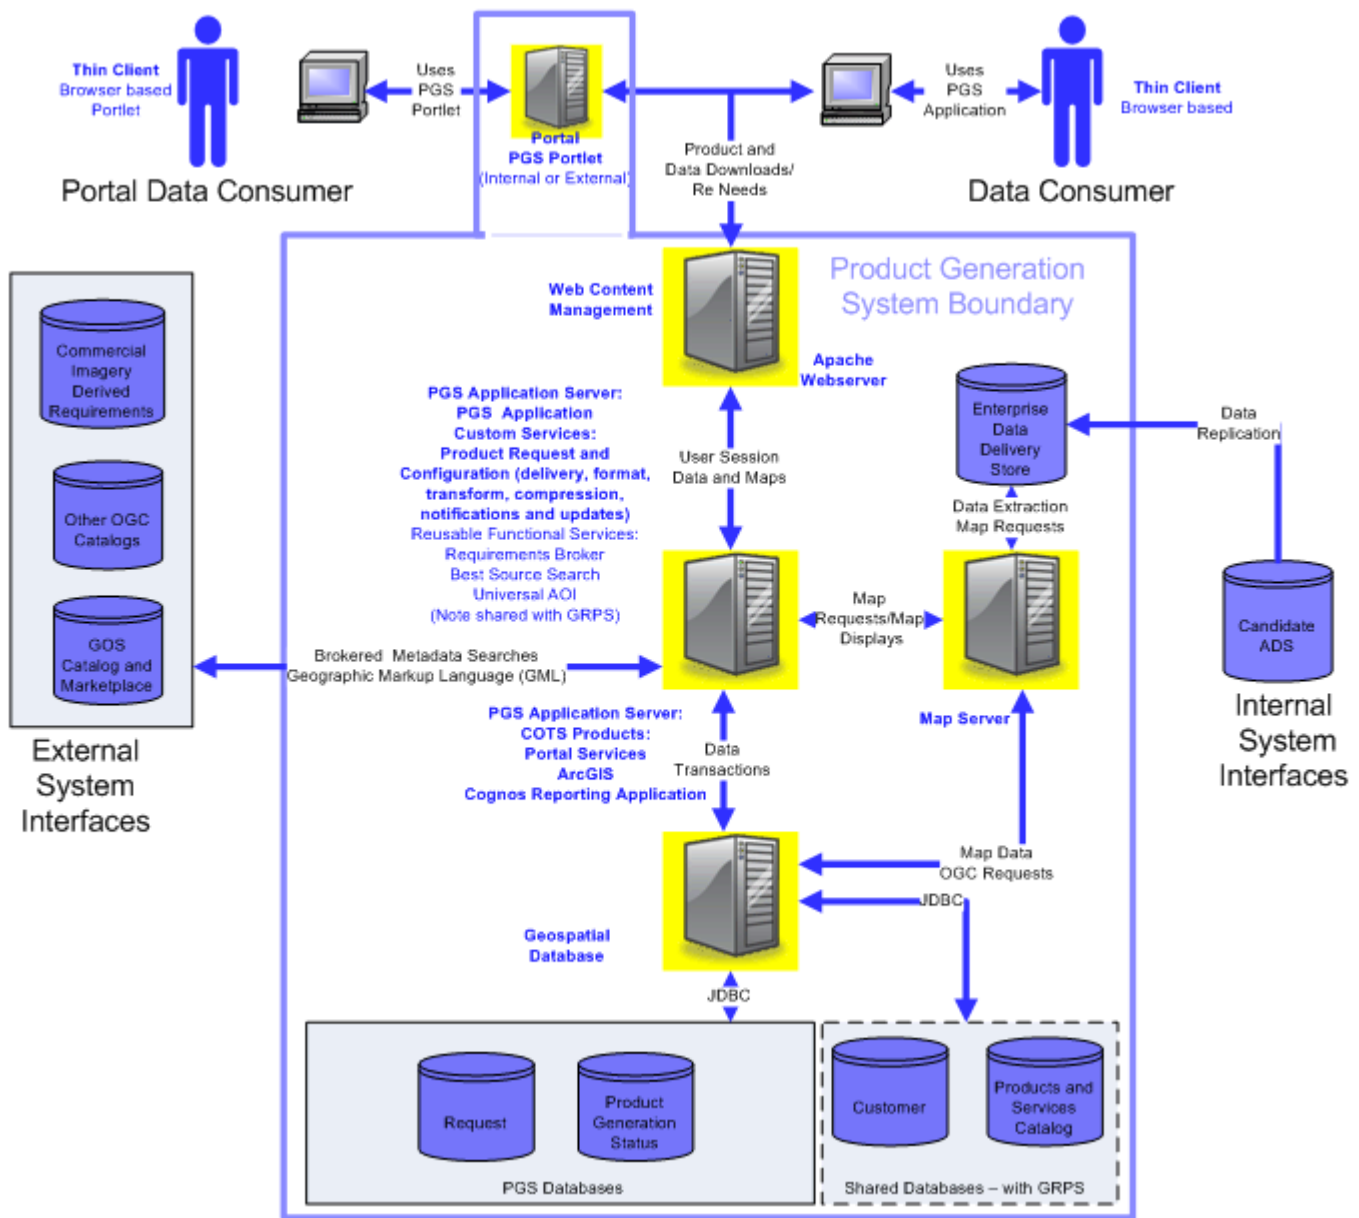 Thin Client
Browser based
Portlet
Portal Data Consumer
Uses
PGS
Portlet
Portal
PGS Portlet
(Internal or External)
Product and
Data Downloads/
Re Needs
Uses
PGS
Application
Thin Client
Browser based
Data Consumer
Product Generation
System Boundary
Web Content
Management
Apache
Webserver
Commercial
Imagery
Derived
Requirements
Other OGC
Catalogs
GOS
Catalog and
Marketplace
External
System
Interfaces
PGS Application Server:
PGS Application
Custom Services:
Product Request and
Configuration (delivery, format,
transform, compression,
notifications and updates)
Reusable Functional Services:
Requirements Broker
Best Source Search
Universal AOI
(Note shared with GRPS)
User Session
Data and Maps
Enterprise
Data
Delivery
Store
Data
Replication
Data Extraction
Map Requests
Map
Requests/Map
Displays
Candidate
ADS
Internal
System
Interfaces
Brokered Metadata Searches
Geographic Markup Language (GML)
Map Server
PGS Application Server:
COTS Products:
Portal Services
ArcGIS
Cognos Reporting Application
Data
Transactions
Map Data
OGC Requests
JDBC
Geospatial
Database
JDBC
Request
Product
Generation
Status
PGS Databases
Customer
Products and
Services
Catalog
Shared Databases – with GRPS